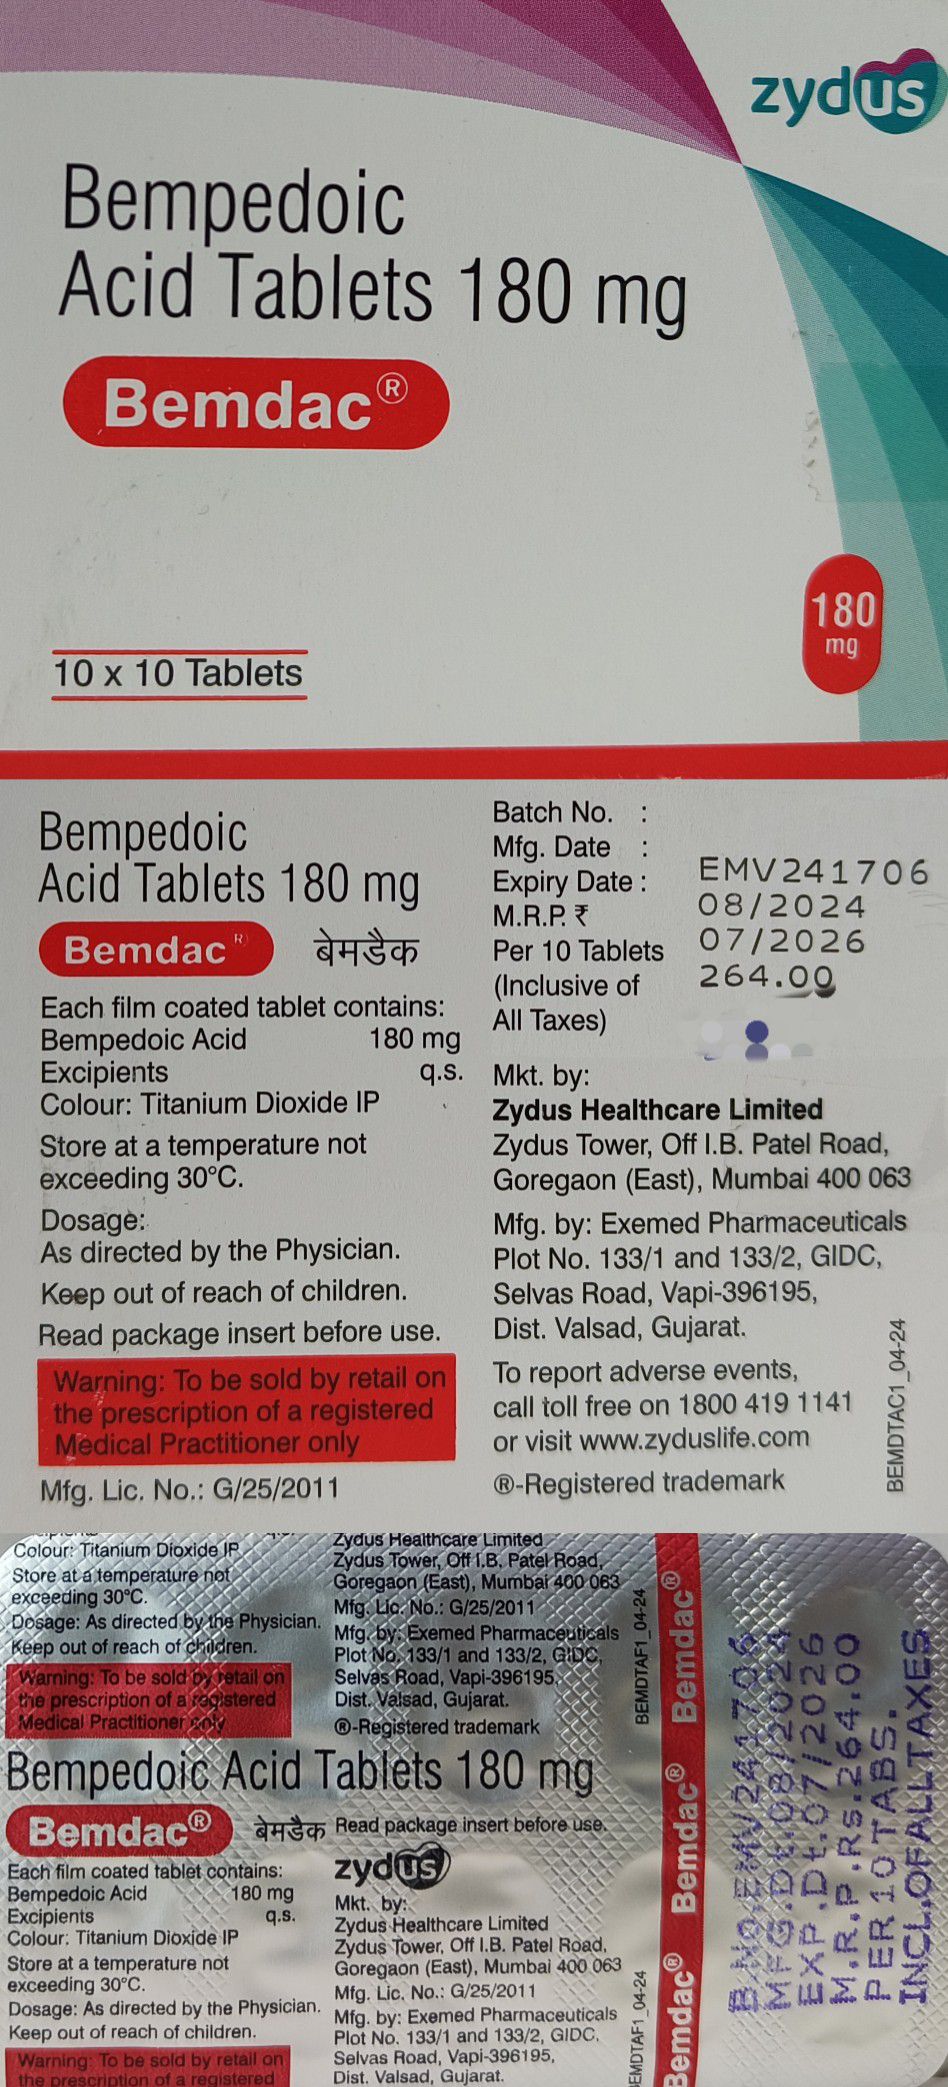 zydus
Bempedoic
Acid Tablets 180 mg
Bemdac®
180
mg
10 x 10 Tablets
Bempedoic
Acid Tablets 180 mg
Bemdac® बेमडैक
Each film coated tablet contains:
Bempedoic Acid 180 mg
Excipients q.s.
Colour: Titanium Dioxide IP
Store at a temperature not
exceeding 30°C.
Dosage:
As directed by the Physician.
Keep out of reach of children.
Read package insert before use.
Warning: To be sold by retail on
the prescription of a registered
Medical Practitioner only
Mfg. Lic. No.: G/25/2011
Batch No. :
Mfg. Date :
Expiry Date :
M.R.P. ₹
Per 10 Tablets
(Inclusive of
All Taxes)
EMV241706
08/2024
07/2026
264.00
Mkt. by:
Zydus Healthcare Limited
Zydus Tower, Off I.B. Patel Road,
Goregaon (East), Mumbai 400 063
Mfg. by: Exemed Pharmaceuticals
Plot No. 133/1 and 133/2, GIDC,
Selvas Road, Vapi-396195,
Dist. Valsad, Gujarat.
To report adverse events,
call toll free on 1800 419 1141
or visit www.zyduslife.com
®-Registered trademark
BEMDTAC1_04-24
Colour: Titanium Dioxide IP
Store at a temperature not
exceeding 30°C.
Dosage: As directed by the Physician.
Keep out of reach of children.
Warning: To be sold by retail on
the prescription of a registered
Medical Practitioner only
Zydus Healthcare Limited
Zydus Tower, Off I.B. Patel Road,
Goregaon (East), Mumbai 400 063
Mfg. Lic. No.: G/25/2011
Mfg. by: Exemed Pharmaceuticals
Plot No. 133/1 and 133/2, GIDC,
Selvas Road, Vapi-396195,
Dist. Valsad, Gujarat.
®-Registered trademark
BEMDTAF1_04-24
Bempedoic Acid Tablets 180 mg
Bemdac® बेमडैक Read package insert before use.
Each film coated tablet contains:
Bempedoic Acid 180 mg
Excipients q.s.
Colour: Titanium Dioxide IP
Store at a temperature not
exceeding 30°C.
Dosage: As directed by the Physician.
Keep out of reach of children.
Warning: To be sold by retail on
the prescription of a registered
zydus
Mkt. by:
Zydus Healthcare Limited
Zydus Tower, Off I.B. Patel Road,
Goregaon (East), Mumbai 400 063
Mfg. Lic. No.: G/25/2011
Mfg. by: Exemed Pharmaceuticals
Plot No. 133/1 and 133/2, GIDC,
Selvas Road, Vapi-396195,
Dist. Valsad, Gujarat.
EMDTAF1_04-24
Bemdac® Bemdac® Bemdac®
B.NO.EMV241706
MFG.Dt.08/2024
EXP.Dt.07/2026
M.R.P.Rs.264.00
PER10TABS.
INCL.OFALLTAXES